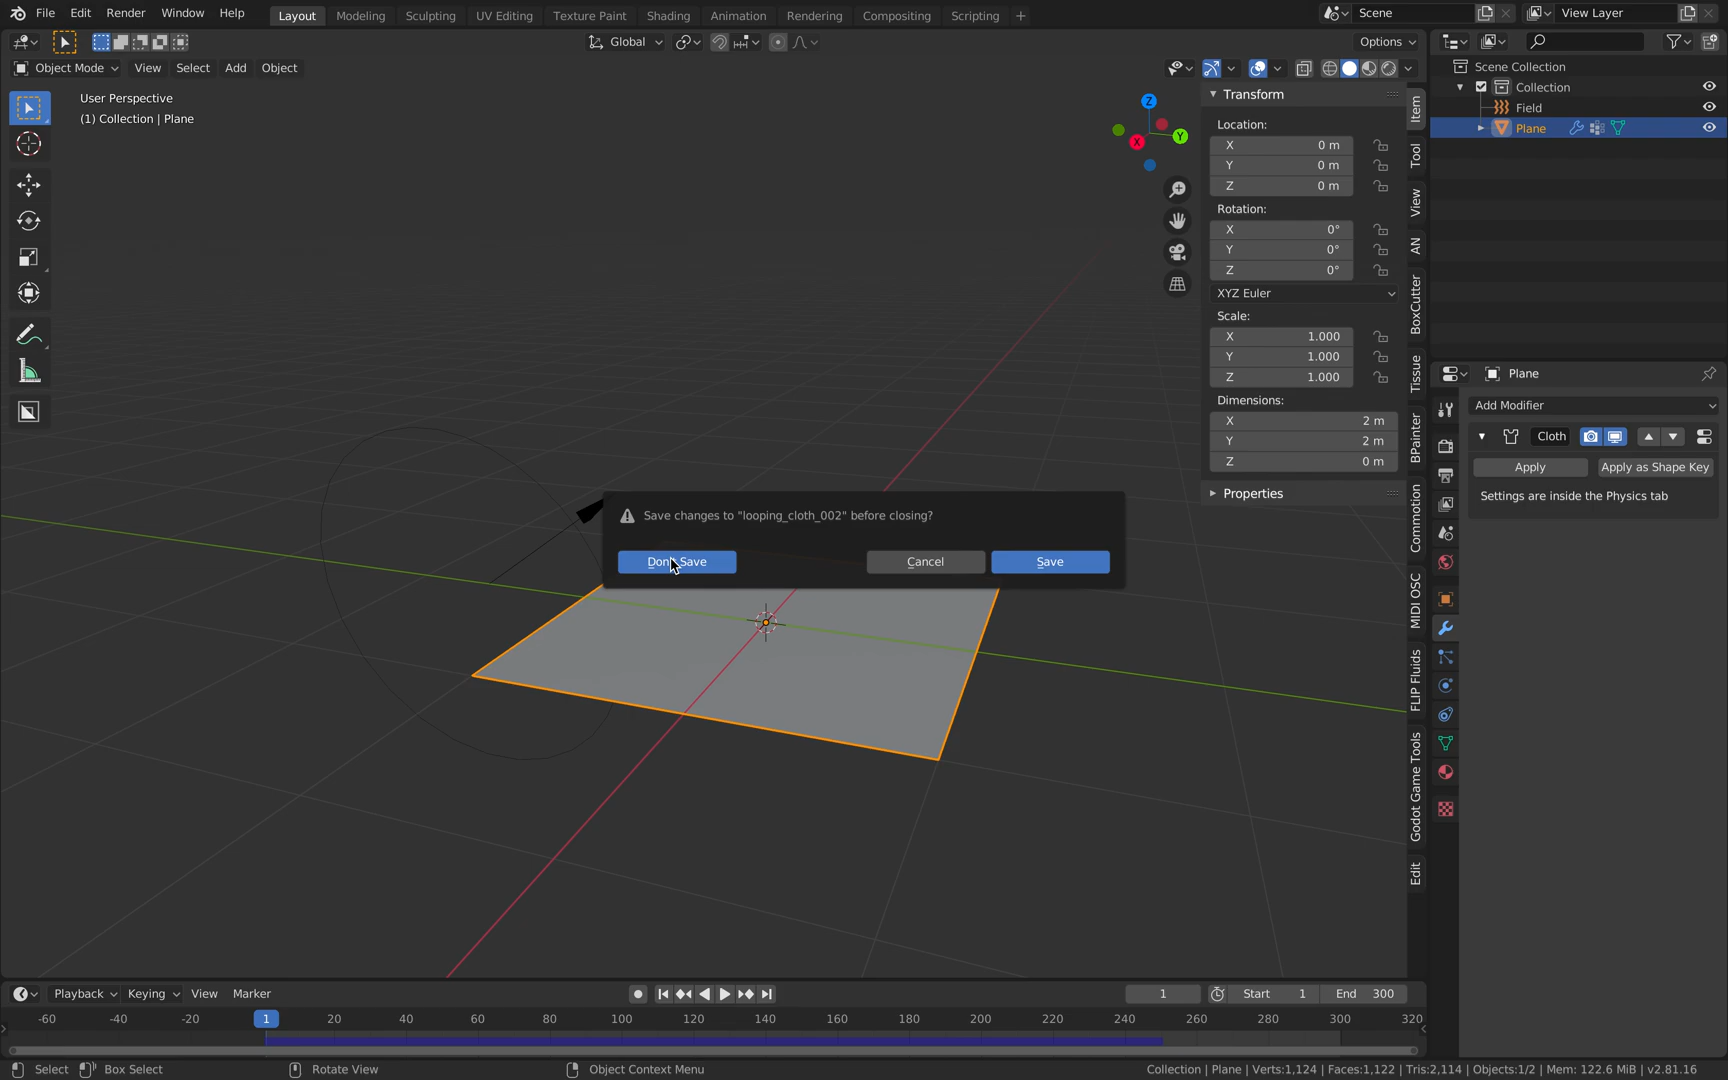 File Edit Render Window Help Layout Modeling Sculpting UV Editing Texture Paint Shading Animation Rendering Compositing Scripting + Scene View Layer
Global Options
Object Mode View Select Add Object
User Perspective
(1) Collection | Plane
Z
Y
X
Transform
Location:
X 0 m
Y 0 m
Z 0 m
Rotation:
X 0°
Y 0°
Z 0°
XYZ Euler
Scale:
X 1.000
Y 1.000
Z 1.000
Dimensions:
X 2 m
Y 2 m
Z 0 m
Properties
Item
Tool
View
AN
BoxCutter
Tissue
BPainter
Commotion
MIDI OSC
FLIP Fluids
Godot Game Tools
Edit
Scene Collection
Collection
Field
Plane
Plane
Add Modifier
Cloth
Apply Apply as Shape Key
Settings are inside the Physics tab
Save changes to "looping_cloth_002" before closing?
Don't Save Cancel Save
Playback Keying View Marker 1 Start 1 End 300
-60 -40 -20 1 20 40 60 80 100 120 140 160 180 200 220 240 260 280 300 320
Select Box Select Rotate View Object Context Menu Collection | Plane | Verts:1,124 | Faces:1,122 | Tris:2,114 | Objects:1/2 | Mem: 122.6 MiB | v2.81.16